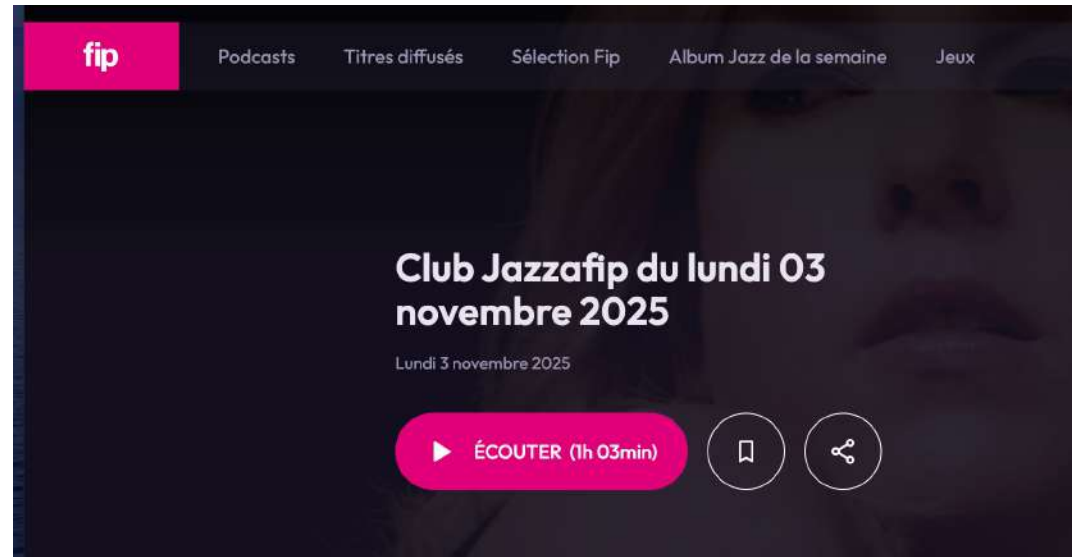 fip
Podcasts Titres diffusés Sélection Fip Album Jazz de la semaine Jeux
Club Jazzafip du lundi 03
novembre 2025
Lundi 3 novembre 2025
ÉCOUTER (1h 03min)